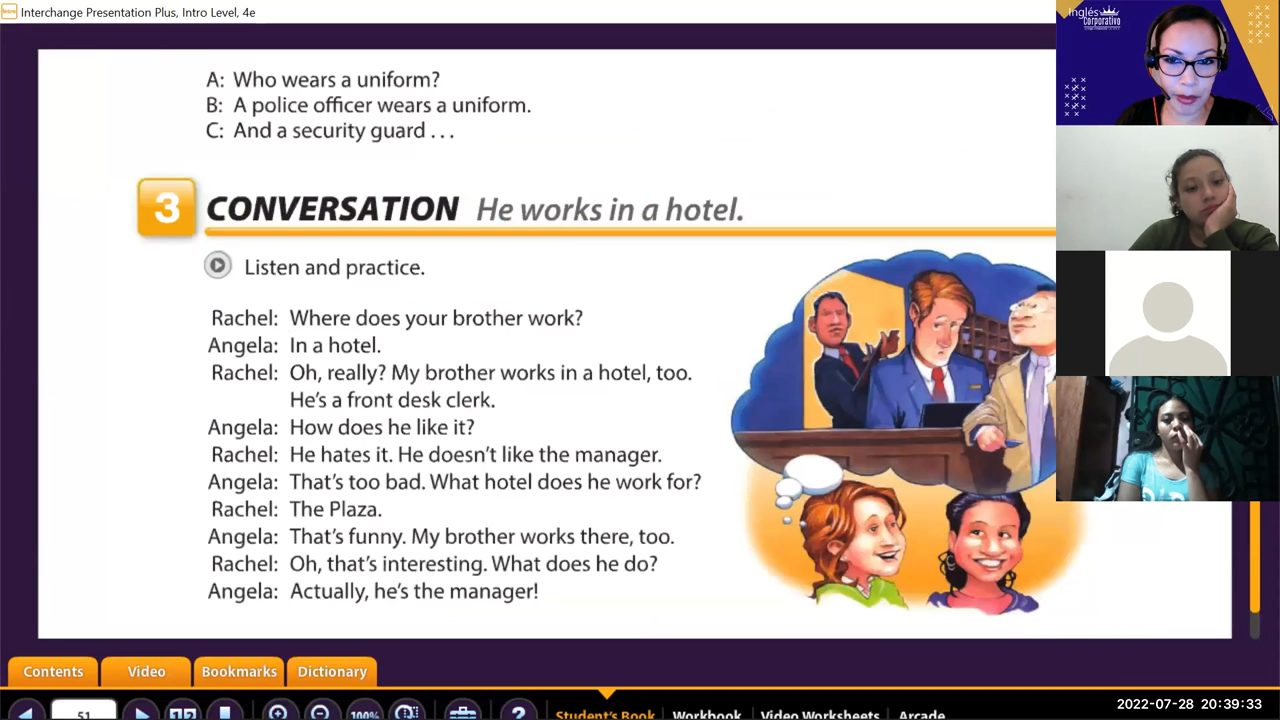 Interchange Presentation Plus, Intro Level, 4e
Inglés
Corporativo
A: Who wears a uniform?
B: A police officer wears a uniform.
C: And a security guard . . .
3 CONVERSATION He works in a hotel.
Listen and practice.
Rachel: Where does your brother work?
Angela: In a hotel.
Rachel: Oh, really? My brother works in a hotel, too.
He's a front desk clerk.
Angela: How does he like it?
Rachel: He hates it. He doesn't like the manager.
Angela: That's too bad. What hotel does he work for?
Rachel: The Plaza.
Angela: That's funny. My brother works there, too.
Rachel: Oh, that's interesting. What does he do?
Angela: Actually, he's the manager!
Contents Video Bookmarks Dictionary
51 1 2 100% ? Student's Book Workbook Video Worksheets Arcade
2022-07-28 20:39:33